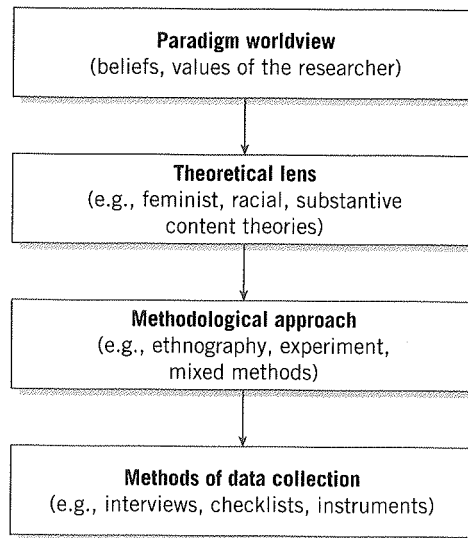 Paradigm worldview
(beliefs, values of the researcher)
Theoretical lens
(e.g., feminist, racial, substantive
content theories)
Methodological approach
(e.g., ethnography, experiment,
mixed methods)
Methods of data collection
(e.g., interviews, checklists, instruments)